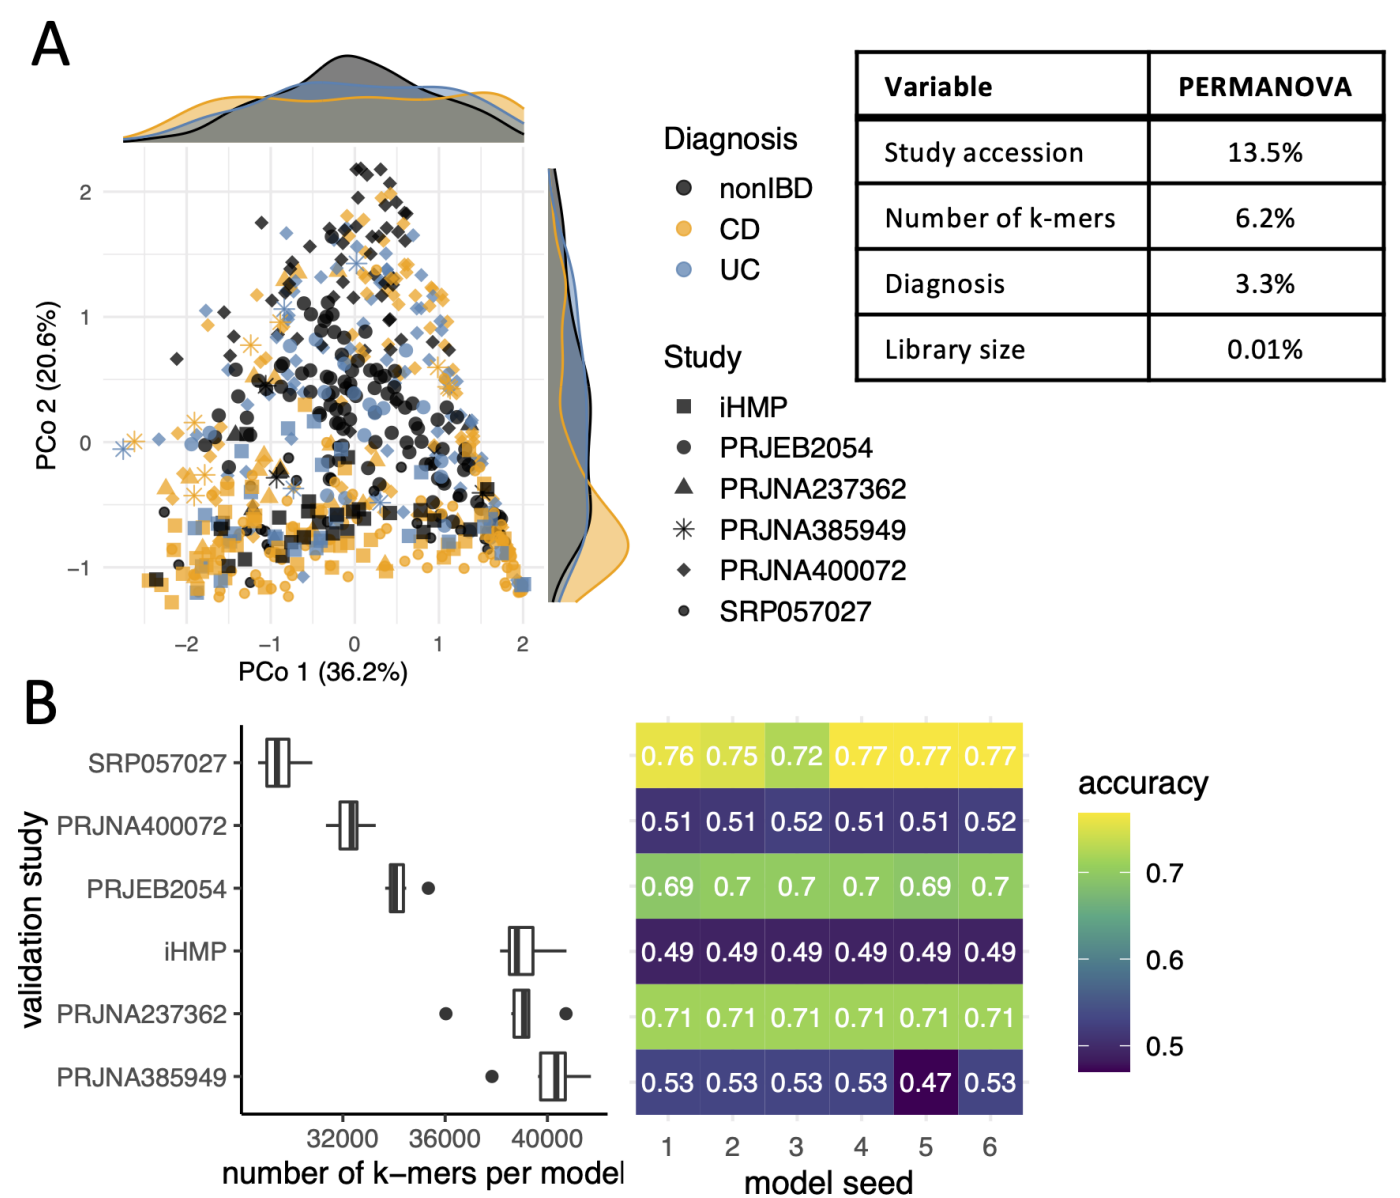 A
Diagnosis
nonIBD
CD
UC
Study
iHMP
PRJEB2054
PRJNA237362
PRJNA385949
PRJNA400072
SRP057027
Variable PERMANOVA
Study accession 13.5%
Number of k-mers 6.2%
Diagnosis 3.3%
Library size 0.01%
PCo 2 (20.6%)
2
1
0
−1
−2 −1 0 1 2
PCo 1 (36.2%)
B
validation study
SRP057027
PRJNA400072
PRJEB2054
iHMP
PRJNA237362
PRJNA385949
32000 36000 40000
number of k−mers per model
0.76 0.75 0.72 0.77 0.77 0.77
0.51 0.51 0.52 0.51 0.51 0.52
0.69 0.7 0.7 0.7 0.69 0.7
0.49 0.49 0.49 0.49 0.49 0.49
0.71 0.71 0.71 0.71 0.71 0.71
0.53 0.53 0.53 0.53 0.47 0.53
1 2 3 4 5 6
model seed
accuracy
0.7
0.6
0.5